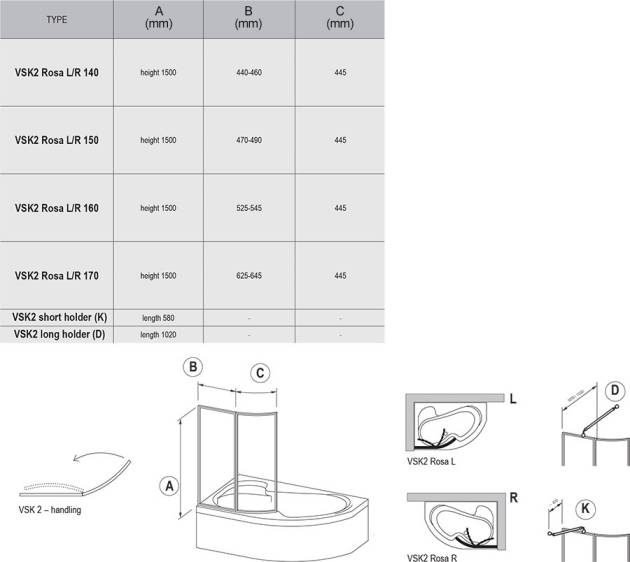 TYPE A (mm) B (mm) C (mm)
VSK2 Rosa L/R 140 height 1500 440-460 445
VSK2 Rosa L/R 150 height 1500 470-490 445
VSK2 Rosa L/R 160 height 1500 525-545 445
VSK2 Rosa L/R 170 height 1500 625-645 445
VSK2 short holder (K) length 580 - -
VSK2 long holder (D) length 1020 - -
B
C
A
VSK 2 – handling
L
VSK2 Rosa L
R
VSK2 Rosa R
D
K